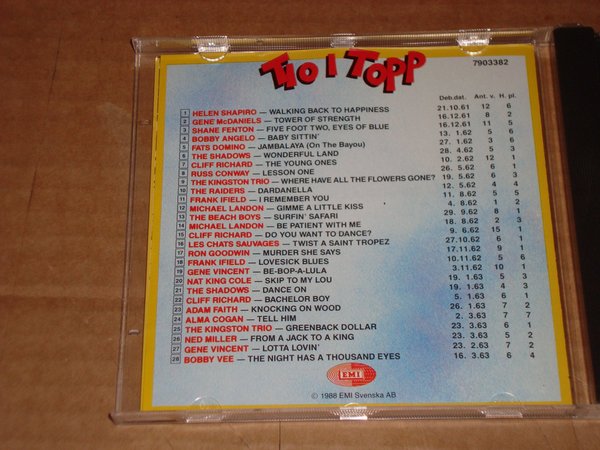 TIO I TOPP
7903382
Deb.dat. Ant. v. H. pl.
1 HELEN SHAPIRO — WALKING BACK TO HAPPINESS 21.10.61 12 6
2 GENE McDANIELS — TOWER OF STRENGTH 16.12.61 8 2
3 SHANE FENTON — FIVE FOOT TWO, EYES OF BLUE 16.12.61 11 5
4 BOBBY ANGELO — BABY SITTIN' 13. 1.62 5 6
5 FATS DOMINO — JAMBALAYA (On The Bayou) 27. 1.62 3 6
6 THE SHADOWS — WONDERFUL LAND 28. 4.62 5 3
7 CLIFF RICHARD — THE YOUNG ONES 10. 2.62 12 1
8 RUSS CONWAY — LESSON ONE 26. 5.62 6 1
9 THE KINGSTON TRIO — WHERE HAVE ALL THE FLOWERS GONE? 19. 5.62 6 3
10 THE RAIDERS — DARDANELLA 12. 5.62 4 4
11 FRANK IFIELD — I REMEMBER YOU 11. 8.62 5 5
12 MICHAEL LANDON — GIMME A LITTLE KISS 4. 8.62 1 2
13 THE BEACH BOYS — SURFIN' SAFARI 29. 9.62 8 1
14 MICHAEL LANDON — BE PATIENT WITH ME 18. 8.62 2 3
15 CLIFF RICHARD — DO YOU WANT TO DANCE? 9. 6.62 15 1
16 LES CHATS SAUVAGES — TWIST A SAINT TROPEZ 27.10.62 6 1
17 RON GOODWIN — MURDER SHE SAYS 17.11.62 9 1
18 FRANK IFIELD — LOVESICK BLUES 10.11.62 5 6
19 GENE VINCENT — BE-BOP-A-LULA 3.11.62 10 1
20 NAT KING COLE — SKIP TO MY LOU 19. 1.63 5 3
21 THE SHADOWS — DANCE ON 19. 1.63 4 3
22 CLIFF RICHARD — BACHELOR BOY 5. 1.63 6 1
23 ADAM FAITH — KNOCKING ON WOOD 26. 1.63 7 2
24 ALMA COGAN — TELL HIM 2. 3.63 7 7
25 THE KINGSTON TRIO — GREENBACK DOLLAR 23. 3.63 6 1
26 NED MILLER — FROM A JACK TO A KING 23. 3.63 5 2
27 GENE VINCENT — LOTTA LOVIN' 23. 2.63 7 2
28 BOBBY VEE — THE NIGHT HAS A THOUSAND EYES 16. 3.63 6 4
EMI
© 1988 EMI Svenska AB